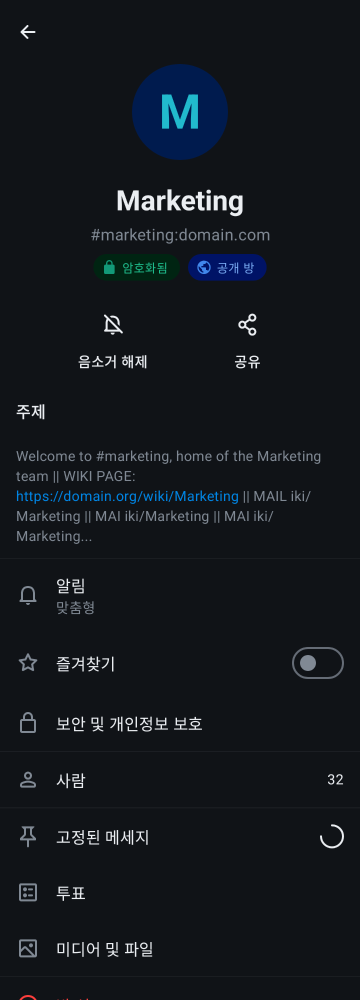 M
Marketing
#marketing:domain.com
암호화됨 공개 방
음소거 해제 공유
주제
Welcome to #marketing, home of the Marketing
team || WIKI PAGE:
https://domain.org/wiki/Marketing || MAIL iki/
Marketing || MAI iki/Marketing || MAI iki/
Marketing...
알림
맞춤형
즐겨찾기
보안 및 개인정보 보호
사람 32
고정된 메세지
투표
미디어 및 파일